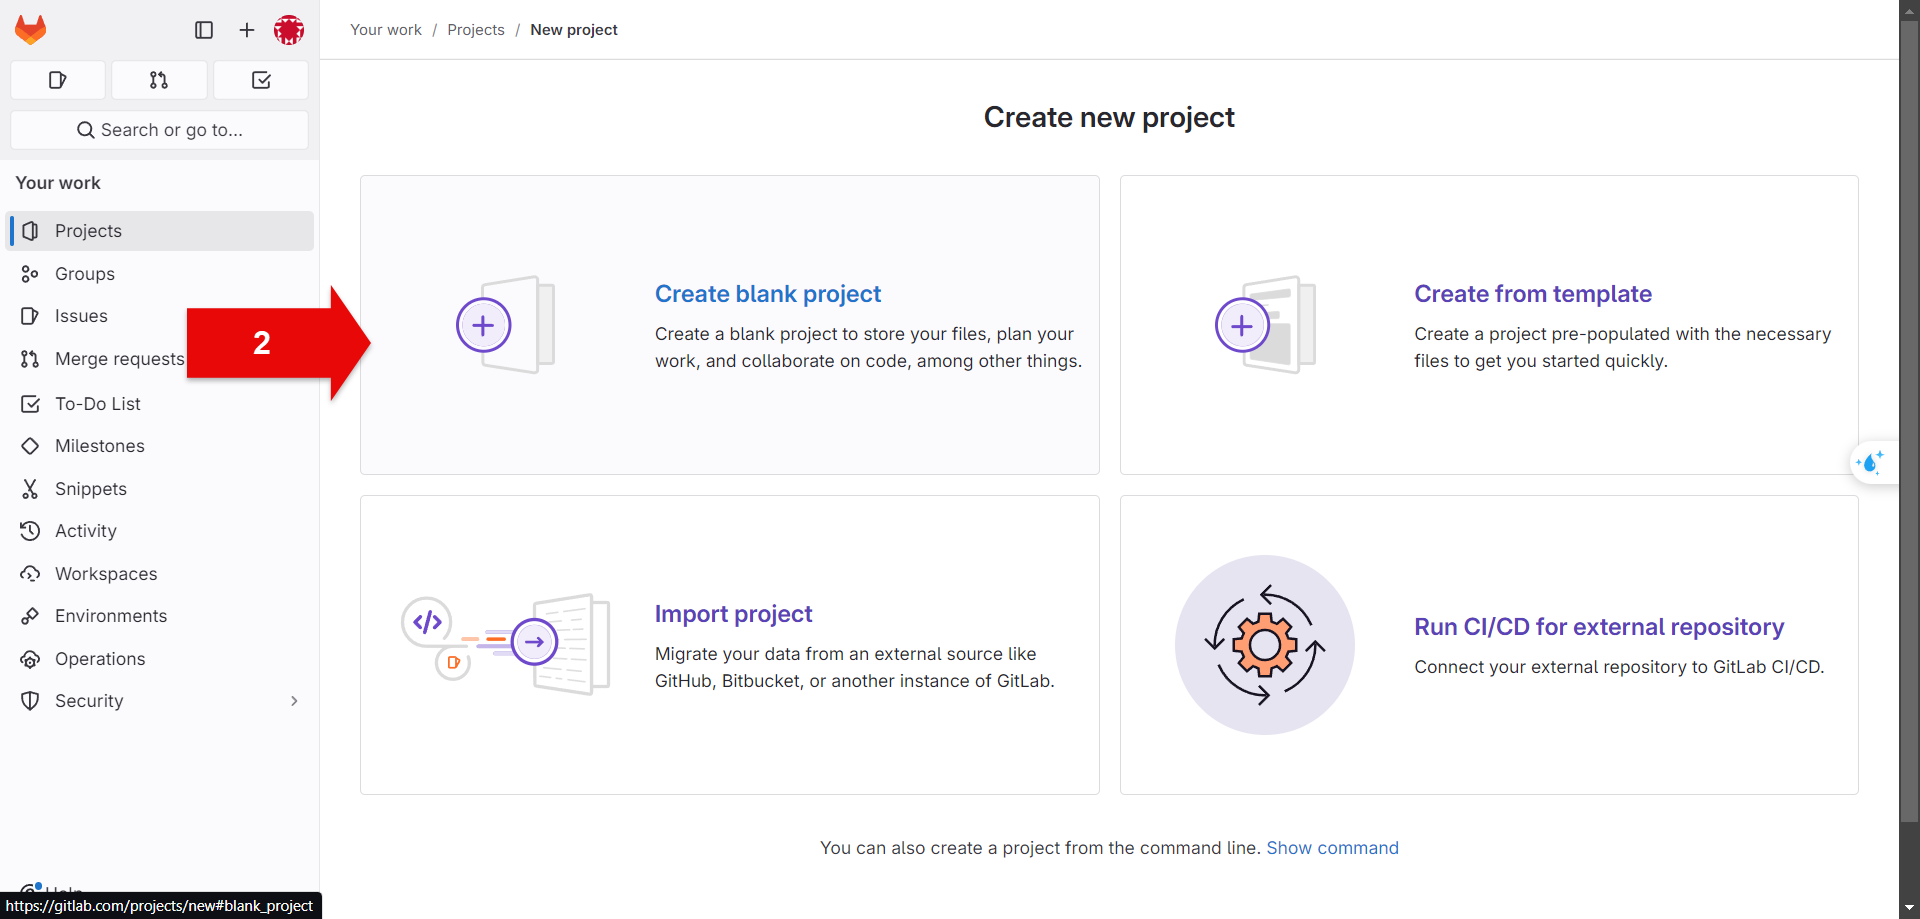 Your work / Projects / New project
Search or go to...
Your work
Projects
Groups
Issues
Merge requests
To-Do List
Milestones
Snippets
Activity
Workspaces
Environments
Operations
Security
Help
https://gitlab.com/projects/new#blank_project
2
Create new project
Create blank project
Create a blank project to store your files, plan your
work, and collaborate on code, among other things.
Create from template
Create a project pre-populated with the necessary
files to get you started quickly.
Import project
Migrate your data from an external source like
GitHub, Bitbucket, or another instance of GitLab.
Run CI/CD for external repository
Connect your external repository to GitLab CI/CD.
You can also create a project from the command line. Show command